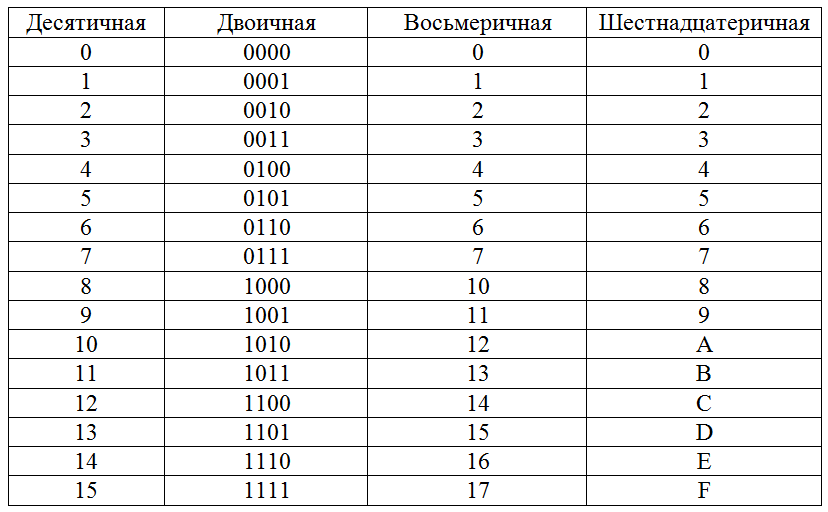 Десятичная Двоичная Восьмеричная Шестнадцатеричная
0 0000 0 0
1 0001 1 1
2 0010 2 2
3 0011 3 3
4 0100 4 4
5 0101 5 5
6 0110 6 6
7 0111 7 7
8 1000 10 8
9 1001 11 9
10 1010 12 A
11 1011 13 B
12 1100 14 C
13 1101 15 D
14 1110 16 E
15 1111 17 F